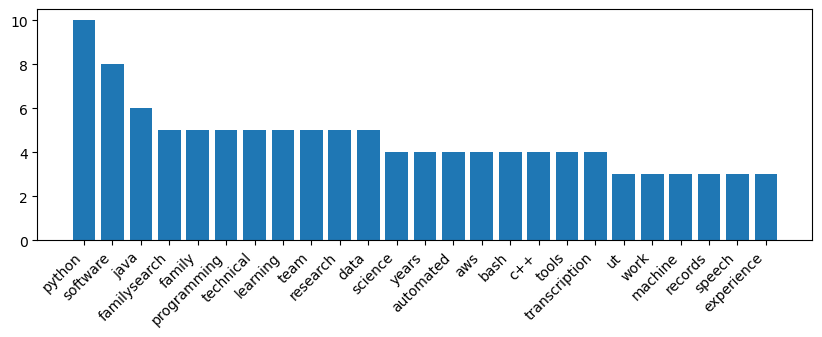 10
8
6
4
2
0
python
software
java
familysearch
family
programming
technical
learning
team
research
data
science
years
automated
aws
bash
c++
tools
transcription
ut
work
machine
records
speech
experience